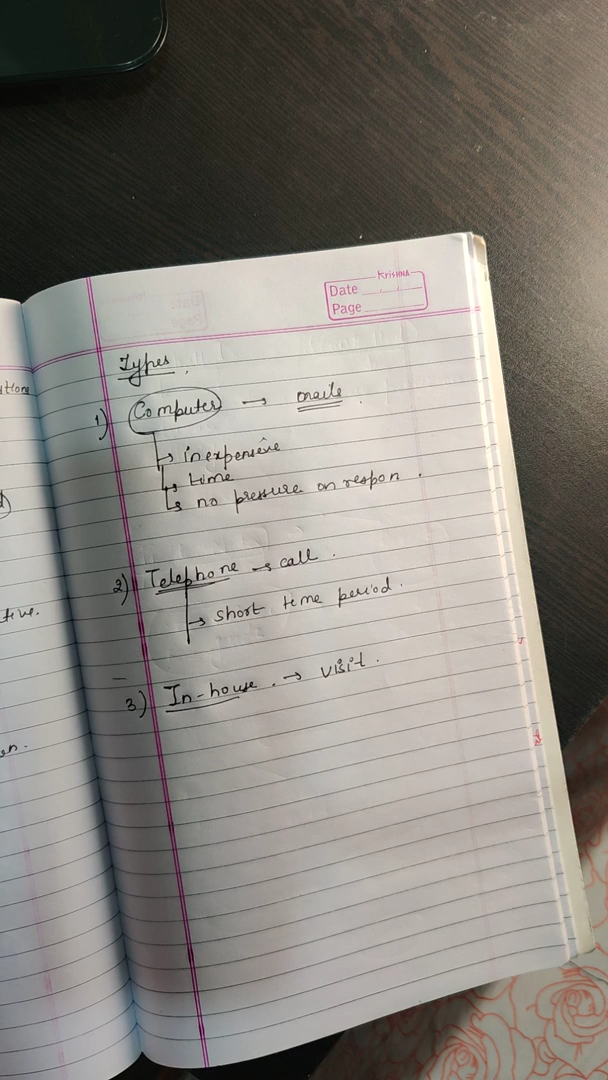 Krishna
Date
Page
Types.
1) Computer → mails.
→ inexpensive
→ time
→ no pressure on respon.
2) Telephone → call.
→ short time period.
3) In-house. → visit.
tive.